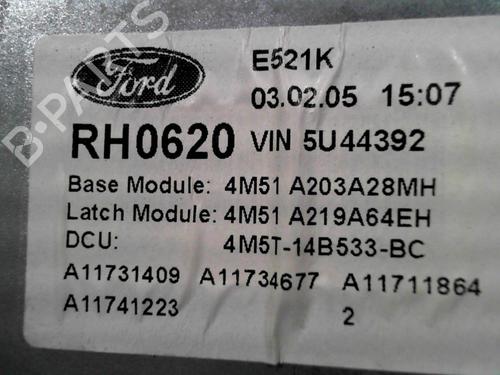 Ford
E521K
03.02.05 15:07
RH0620 VIN 5U44392
Base Module: 4M51 A203A28MH
Latch Module: 4M51 A219A64EH
DCU: 4M5T-14B533-BC
A11731409 A11734677 A11711864
A11741223 2
B-PARTS